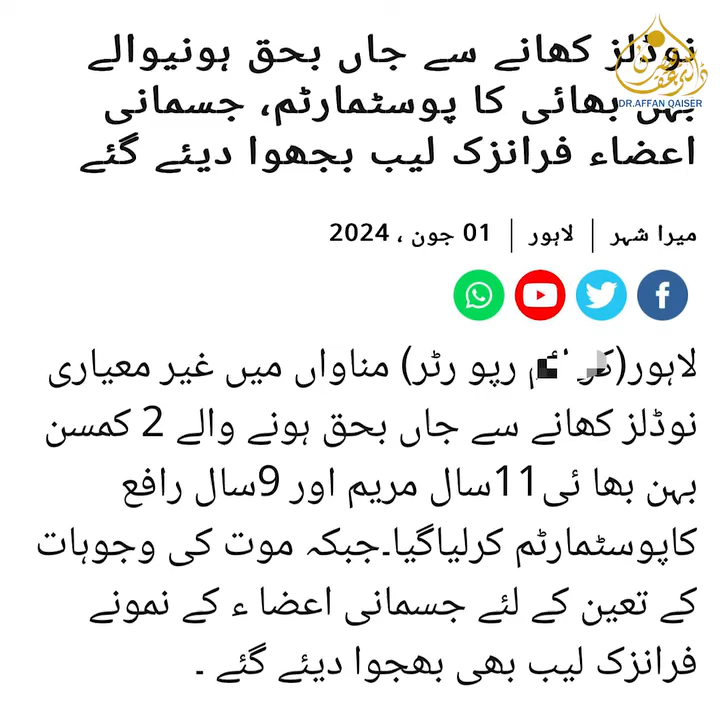 نوڈلز کھانے سے جاں بحق ہونیوالے
بہن بھائی کا پوسٹمارٹم، جسمانی
اعضاء فرانزک لیب بجھوا دیئے گئے
DR.AFFAN QAISER
میرا شہر | لاہور | 01 جون ، 2024
لاہور( رپو رٹر) مناواں میں غیر معیاری
نوڈلز کھانے سے جاں بحق ہونے والے 2 کمسن
بہن بھا ئی11سال مریم اور 9سال رافع
کاپوسٹمارٹم کرلیاگیا۔جبکہ موت کی وجوہات
کے تعین کے لئے جسمانی اعضا ء کے نمونے
فرانزک لیب بھی بھجوا دیئے گئے ۔